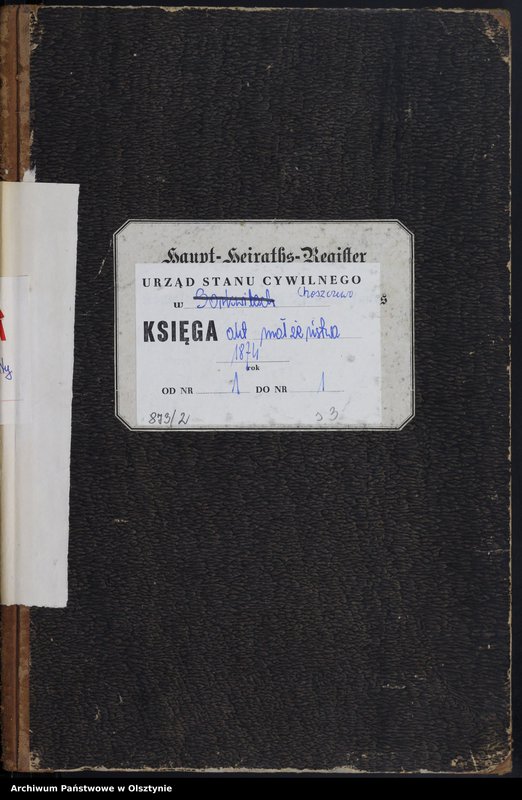 Haupt-Heiraths-Register
URZĄD STANU CYWILNEGO
w Sorkwitach Choszczewo
KSIĘGA akt małżeństwa
1874
rok
OD NR 1 DO NR 1
873/2
Archiwum Państwowe w Olsztynie